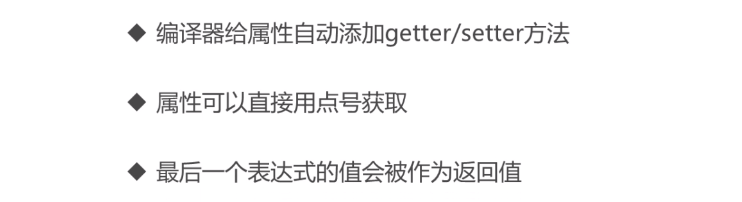 ◆ 编译器给属性自动添加getter/setter方法
◆ 属性可以直接用点号获取
◆ 最后一个表达式的值会被作为返回值